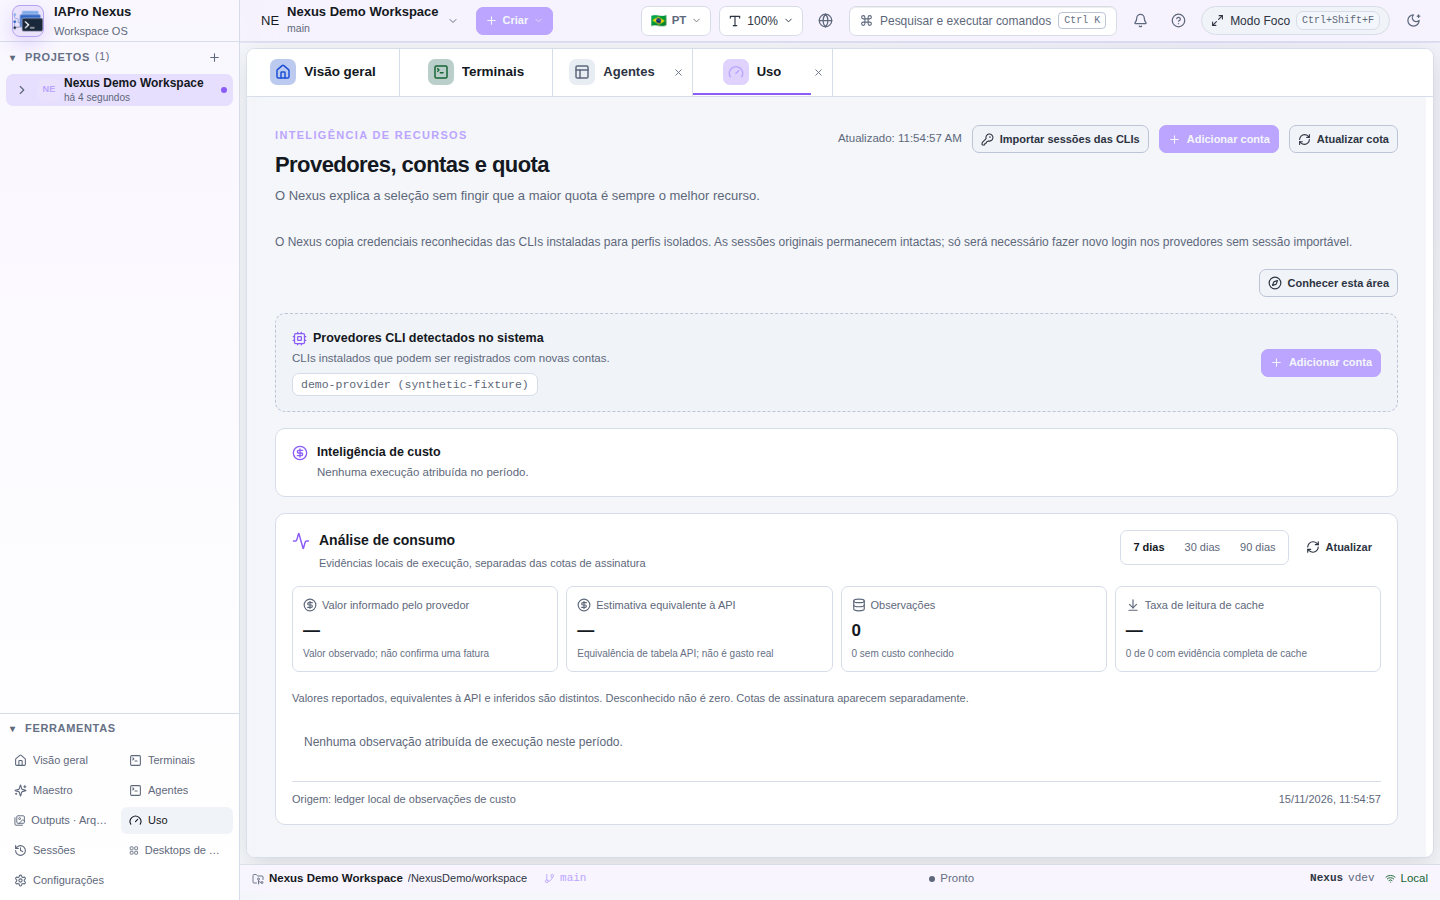 IAPro Nexus
Workspace OS
NE Nexus Demo Workspace
main
Criar
PT
100%
Pesquisar e executar comandos Ctrl K
Modo Foco Ctrl+Shift+F
PROJETOS (1)
NE Nexus Demo Workspace
há 4 segundos
Visão geral
Terminais
Agentes
Uso
INTELIGÊNCIA DE RECURSOS
Provedores, contas e quota
O Nexus explica a seleção sem fingir que a maior quota é sempre o melhor recurso.
Atualizado: 11:54:57 AM
Importar sessões das CLIs
Adicionar conta
Atualizar cota
O Nexus copia credenciais reconhecidas das CLIs instaladas para perfis isolados. As sessões originais permanecem intactas; só será necessário fazer novo login nos provedores sem sessão importável.
Conhecer esta área
Provedores CLI detectados no sistema
CLIs instalados que podem ser registrados com novas contas.
demo-provider (synthetic-fixture)
Adicionar conta
Inteligência de custo
Nenhuma execução atribuída no período.
Análise de consumo
Evidências locais de execução, separadas das cotas de assinatura
7 dias 30 dias 90 dias
Atualizar
Valor informado pelo provedor
—
Valor observado; não confirma uma fatura
Estimativa equivalente à API
—
Equivalência de tabela API; não é gasto real
Observações
0
0 sem custo conhecido
Taxa de leitura de cache
—
0 de 0 com evidência completa de cache
Valores reportados, equivalentes à API e inferidos são distintos. Desconhecido não é zero. Cotas de assinatura aparecem separadamente.
Nenhuma observação atribuída de execução neste período.
Origem: ledger local de observações de custo
15/11/2026, 11:54:57
FERRAMENTAS
Visão geral
Terminais
Maestro
Agentes
Outputs · Arq…
Uso
Sessões
Desktops de …
Configurações
Nexus Demo Workspace /NexusDemo/workspace
main
Pronto
Nexus vdev
Local